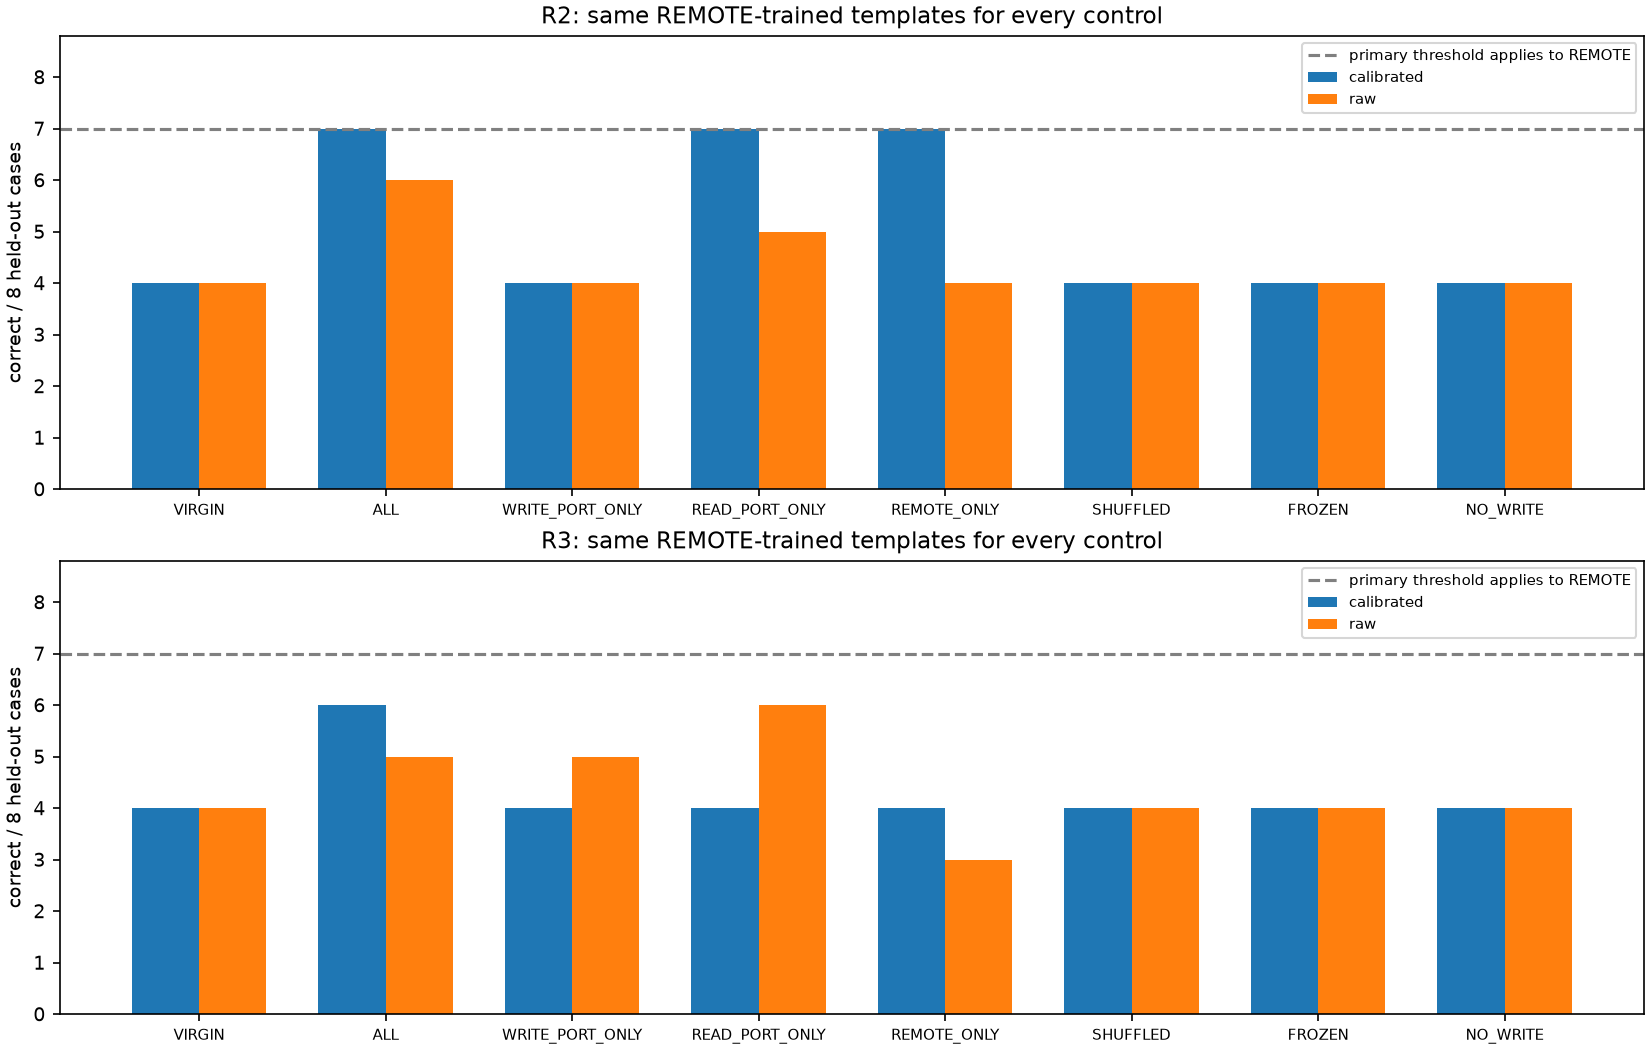 R2: same REMOTE-trained templates for every control
correct / 8 held-out cases
8
7
6
5
4
3
2
1
0
primary threshold applies to REMOTE
calibrated
raw
VIRGIN
ALL
WRITE_PORT_ONLY
READ_PORT_ONLY
REMOTE_ONLY
SHUFFLED
FROZEN
NO_WRITE
R3: same REMOTE-trained templates for every control
correct / 8 held-out cases
8
7
6
5
4
3
2
1
0
primary threshold applies to REMOTE
calibrated
raw
VIRGIN
ALL
WRITE_PORT_ONLY
READ_PORT_ONLY
REMOTE_ONLY
SHUFFLED
FROZEN
NO_WRITE